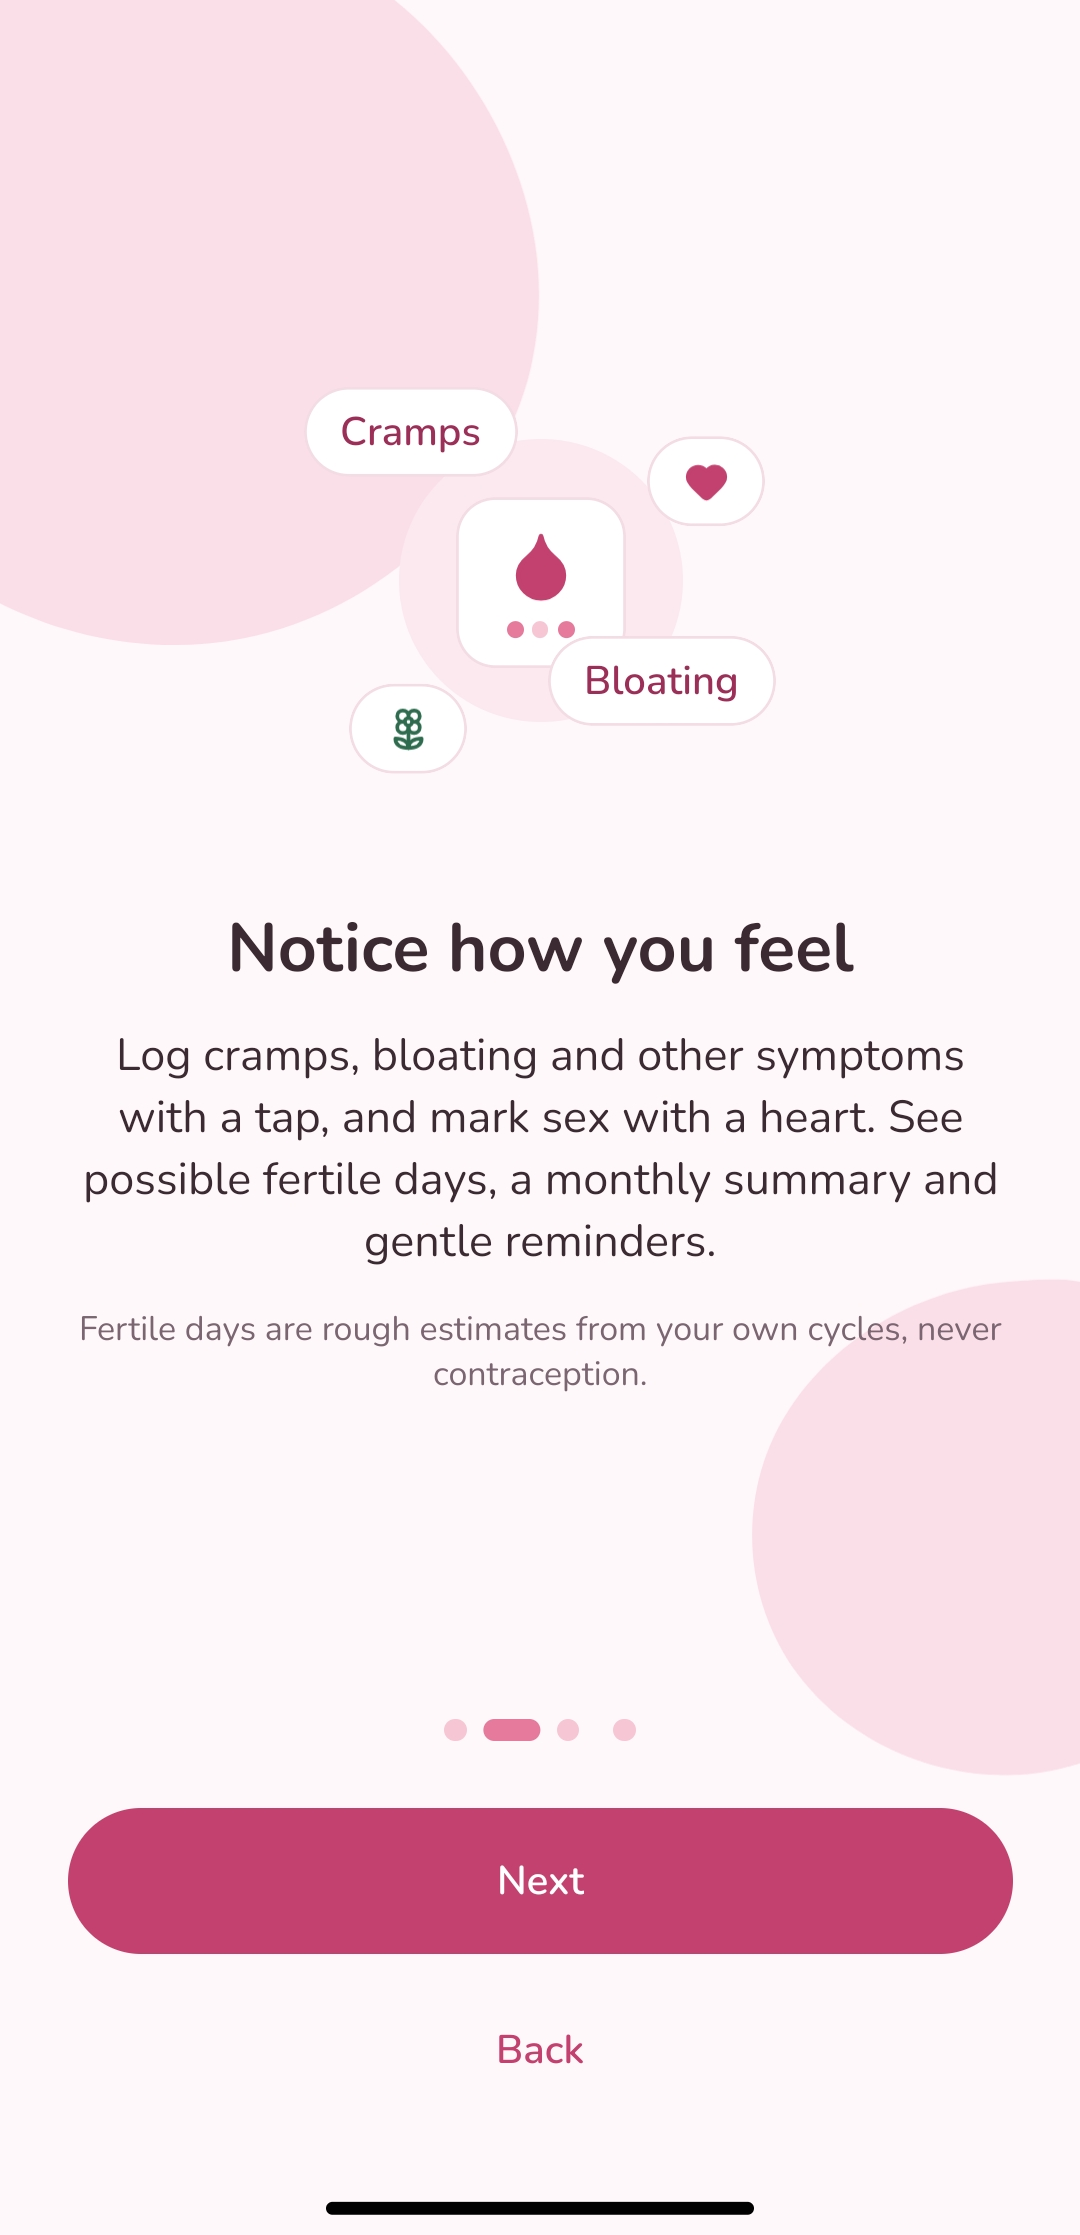 Cramps
Bloating
Notice how you feel
Log cramps, bloating and other symptoms
with a tap, and mark sex with a heart. See
possible fertile days, a monthly summary and
gentle reminders.
Fertile days are rough estimates from your own cycles, never
contraception.
Next
Back